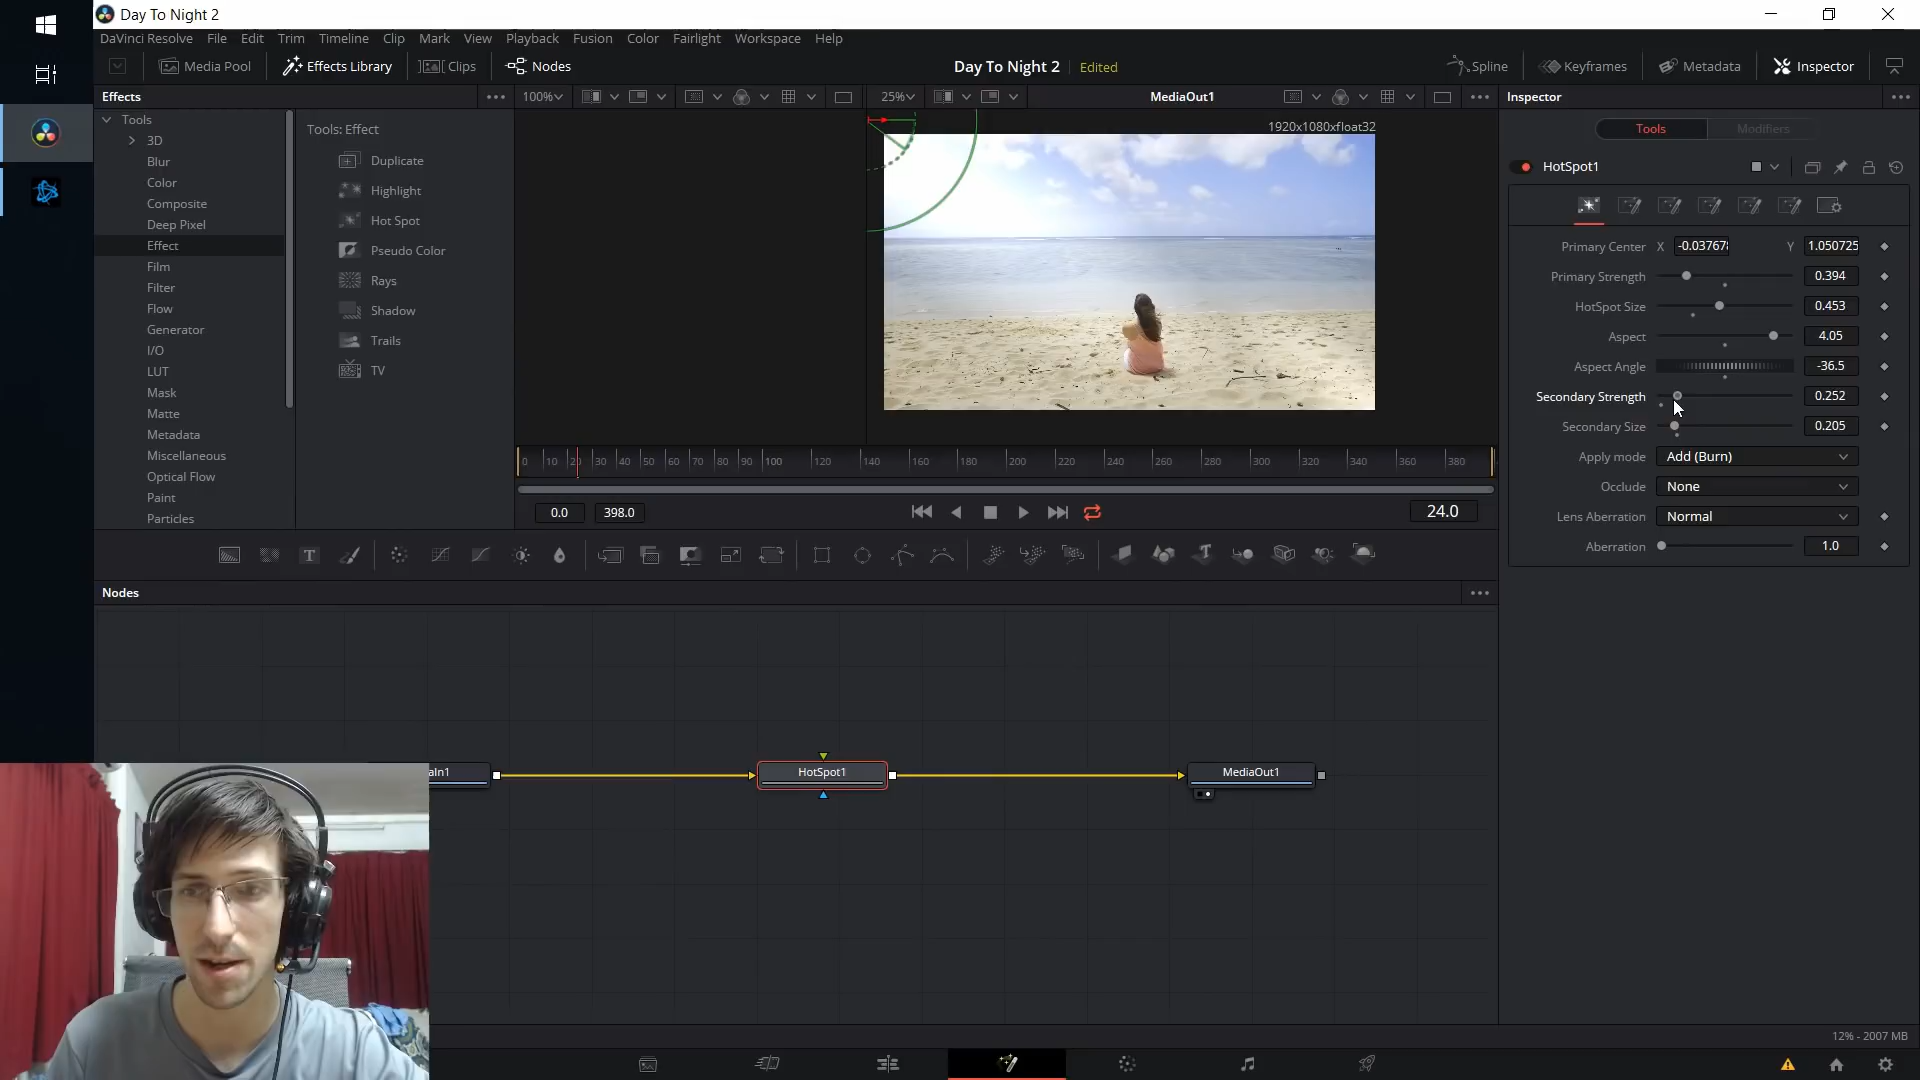 Day To Night 2
DaVinci Resolve File Edit Trim Timeline Clip Mark View Playback Fusion Color Fairlight Workspace Help
Media Pool Effects Library Clips Nodes Day To Night 2 Edited Spline Keyframes Metadata Inspector
Effects 100% 25% MediaOut1 Inspector
Tools
3D
Blur
Color
Composite
Deep Pixel
Effect
Film
Filter
Flow
Generator
I/O
LUT
Mask
Matte
Metadata
Miscellaneous
Optical Flow
Paint
Particles
Tools: Effect
Duplicate
Highlight
Hot Spot
Pseudo Color
Rays
Shadow
Trails
TV
1920x1080xfloat32
0 10 20 30 40 50 60 70 80 90 100 120 140 160 180 200 220 240 260 280 300 320 340 360 380
0.0 398.0 24.0
Tools Modifiers
HotSpot1
Primary Center X -0.03767 Y 1.050725
Primary Strength 0.394
HotSpot Size 0.453
Aspect 4.05
Aspect Angle -36.5
Secondary Strength 0.252
Secondary Size 0.205
Apply mode Add (Burn)
Occlude None
Lens Aberration Normal
Aberration 1.0
Nodes
aIn1 HotSpot1 MediaOut1
12% - 2007 MB